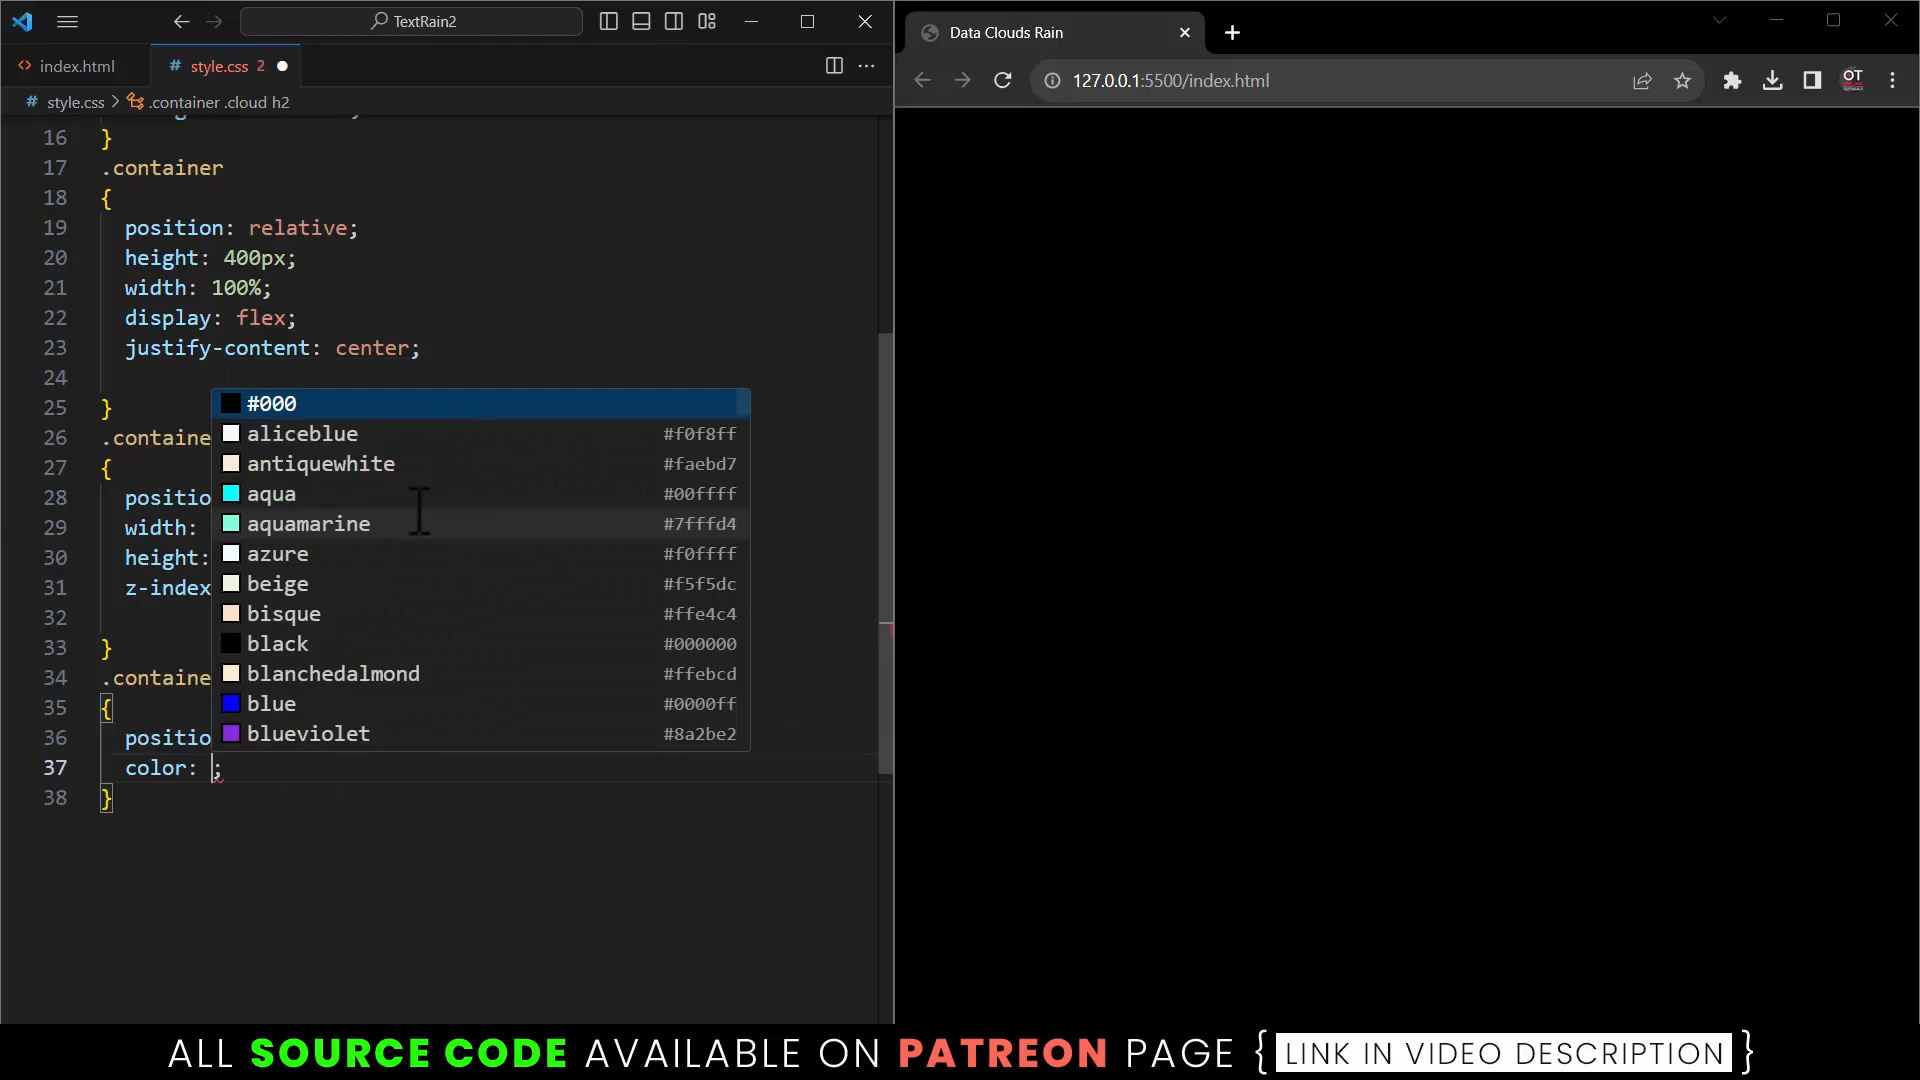 TextRain2
index.html
# style.css 2
# style.css > .container .cloud h2
16 }
17 .container
18 {
19 position: relative;
20 height: 400px;
21 width: 100%;
22 display: flex;
23 justify-content: center;
24
25 }
26 .containe
27 {
28 positio
29 width:
30 height:
31 z-index
32
33 }
34 .containe
35 {
36 positio
37 color: ;
38 }
#000
aliceblue #f0f8ff
antiquewhite #faebd7
aqua #00ffff
aquamarine #7fffd4
azure #f0ffff
beige #f5f5dc
bisque #ffe4c4
black #000000
blanchedalmond #ffebcd
blue #0000ff
blueviolet #8a2be2
Data Clouds Rain
127.0.0.1:5500/index.html
OT
ALL SOURCE CODE AVAILABLE ON PATREON PAGE { LINK IN VIDEO DESCRIPTION }